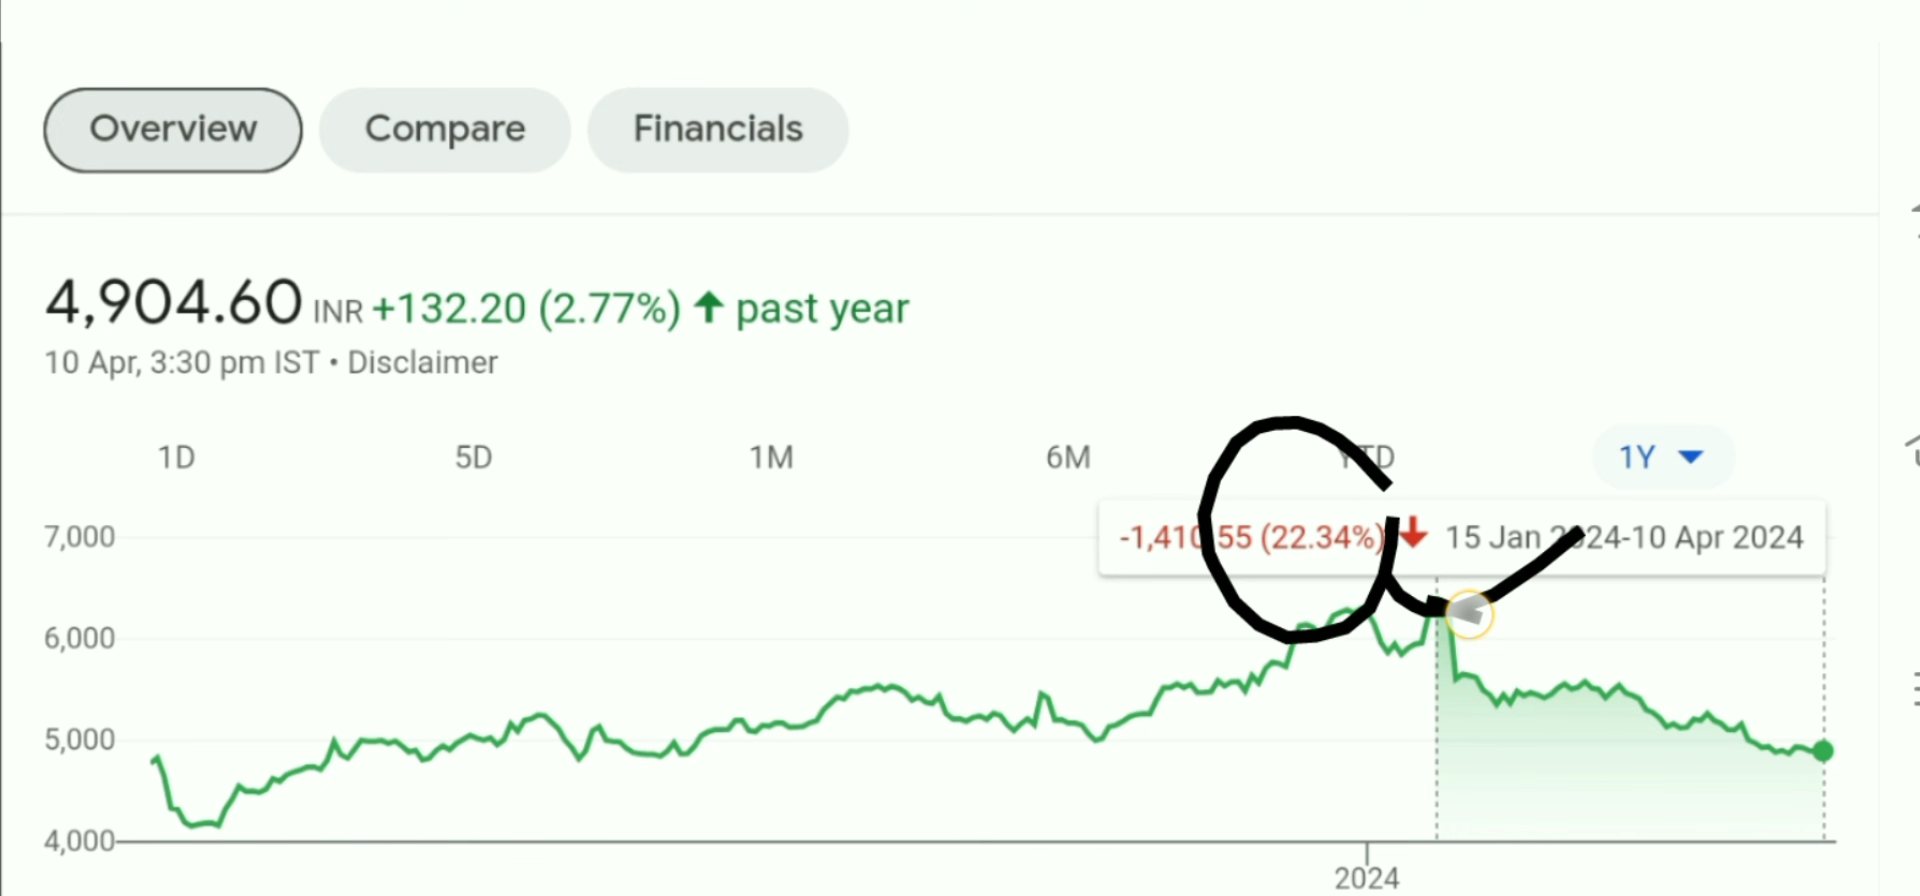 Overview Compare Financials
4,904.60 INR +132.20 (2.77%) past year
10 Apr, 3:30 pm IST • Disclaimer
1D 5D 1M 6M YTD 1Y
-1,410.55 (22.34%) 15 Jan 2024-10 Apr 2024
7,000
6,000
5,000
4,000
2024